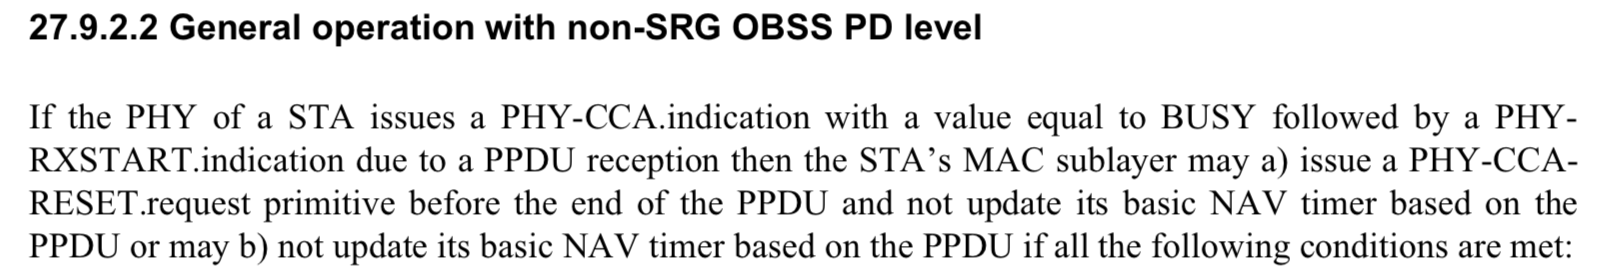 27.9.2.2 General operation with non-SRG OBSS PD level
If the PHY of a STA issues a PHY-CCA.indication with a value equal to BUSY followed by a PHY-
RXSTART.indication due to a PPDU reception then the STA’s MAC sublayer may a) issue a PHY-CCA-
RESET.request primitive before the end of the PPDU and not update its basic NAV timer based on the
PPDU or may b) not update its basic NAV timer based on the PPDU if all the following conditions are met: